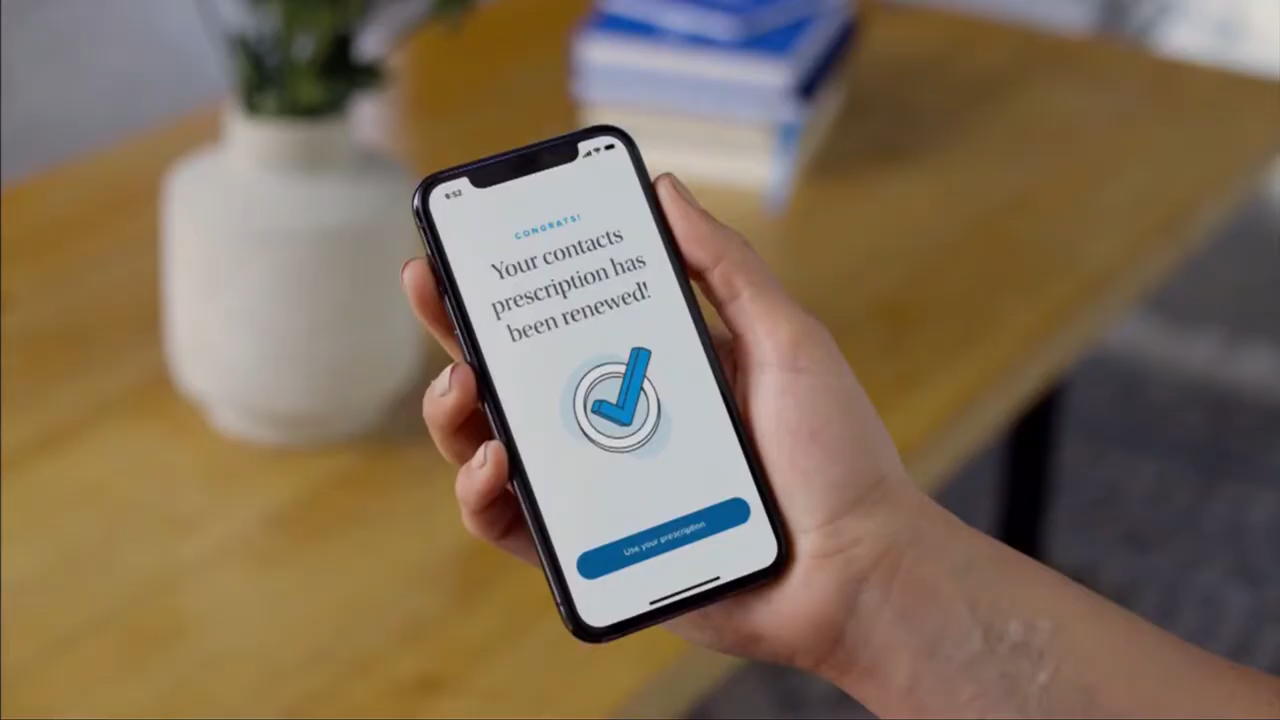 9:52
CONGRATS!
Your contacts
prescription has
been renewed!
Use your prescription